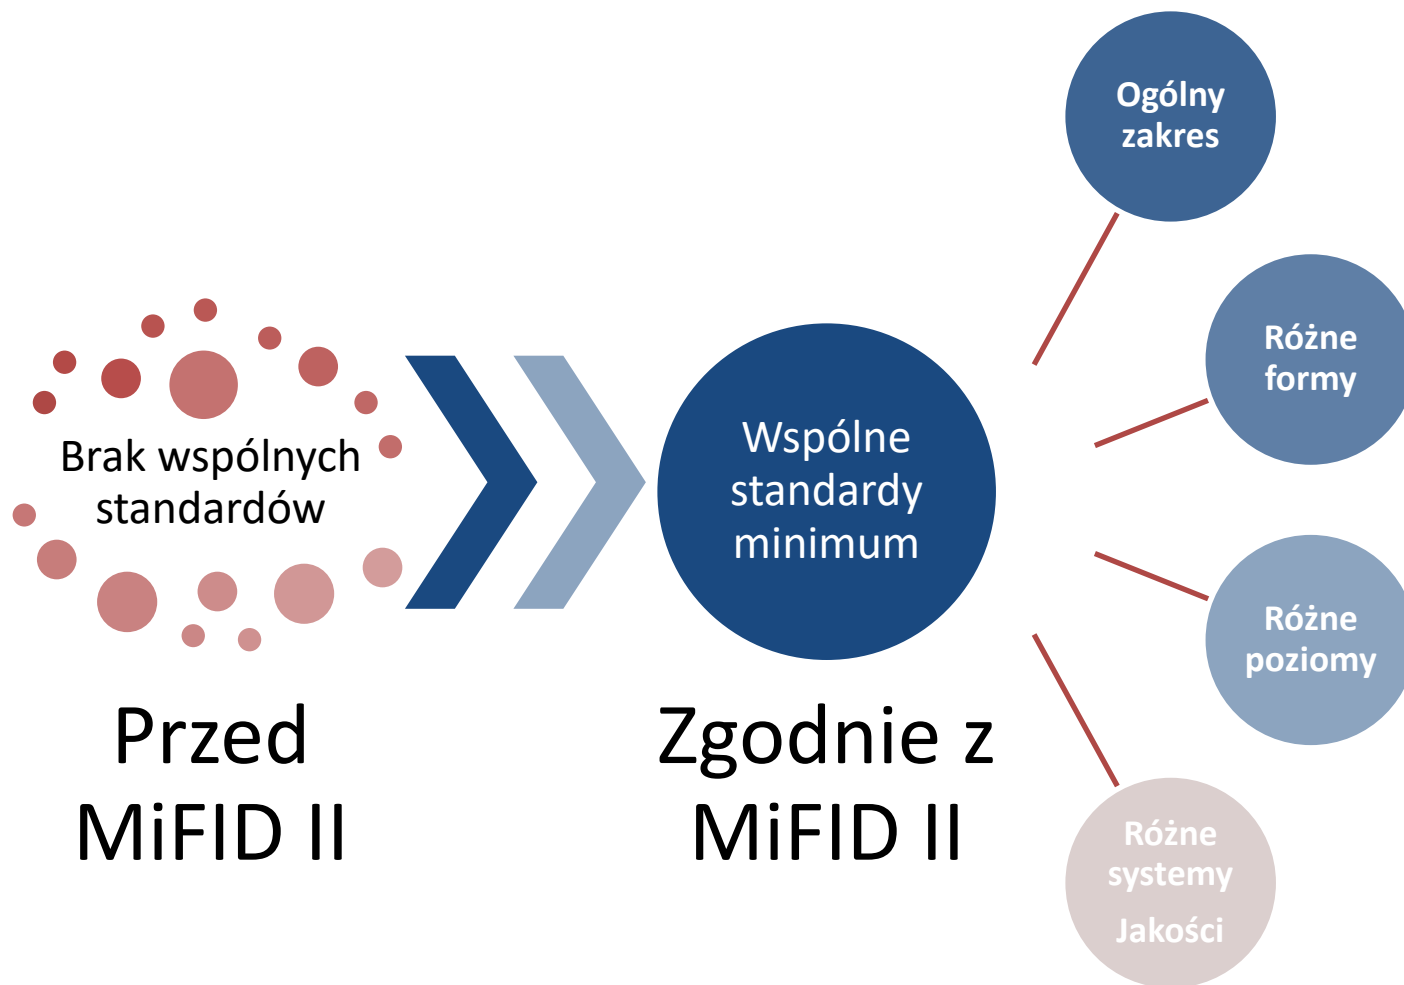 Brak wspólnych
standardów
Przed
MiFID II
Wspólne
standardy
minimum
Zgodnie z
MiFID II
Ogólny
zakres
Różne
formy
Różne
poziomy
Różne
systemy
Jakości